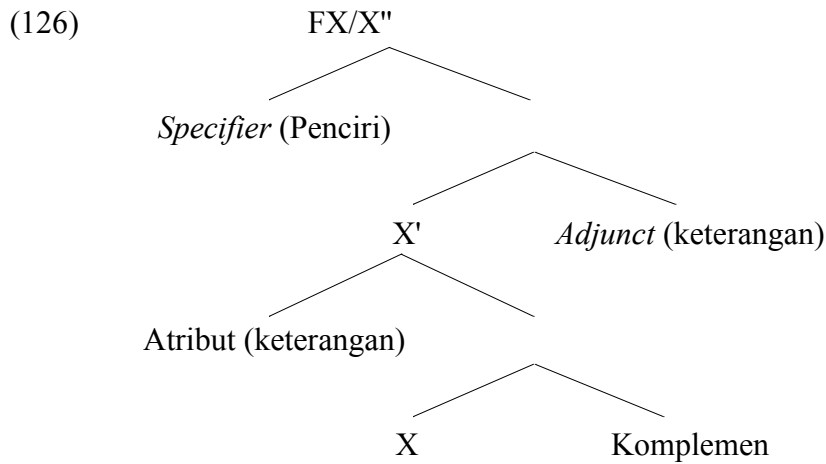 (126) FX/X"
Specifier (Penciri)
X' Adjunct (keterangan)
Atribut (keterangan)
X Komplemen